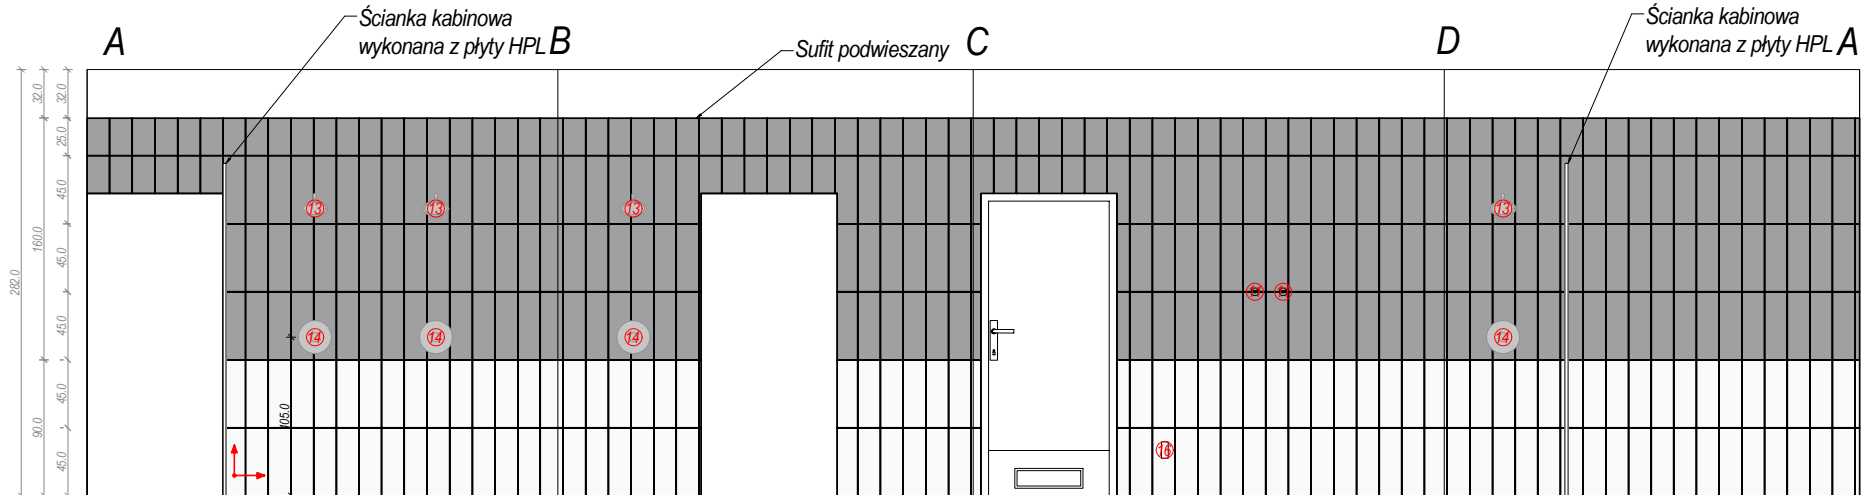 Ścianka kabinowa
wykonana z płyty HPL
Ścianka kabinowa
wykonana z płyty HPL
A
B
Sufit podwieszany
C
D
A
32.0
32.0
25.0
45.0
160.0
45.0
282.0
45.0
45.0
90.0
45.0
105.0
13
13
13
13
14
14
14
14
16